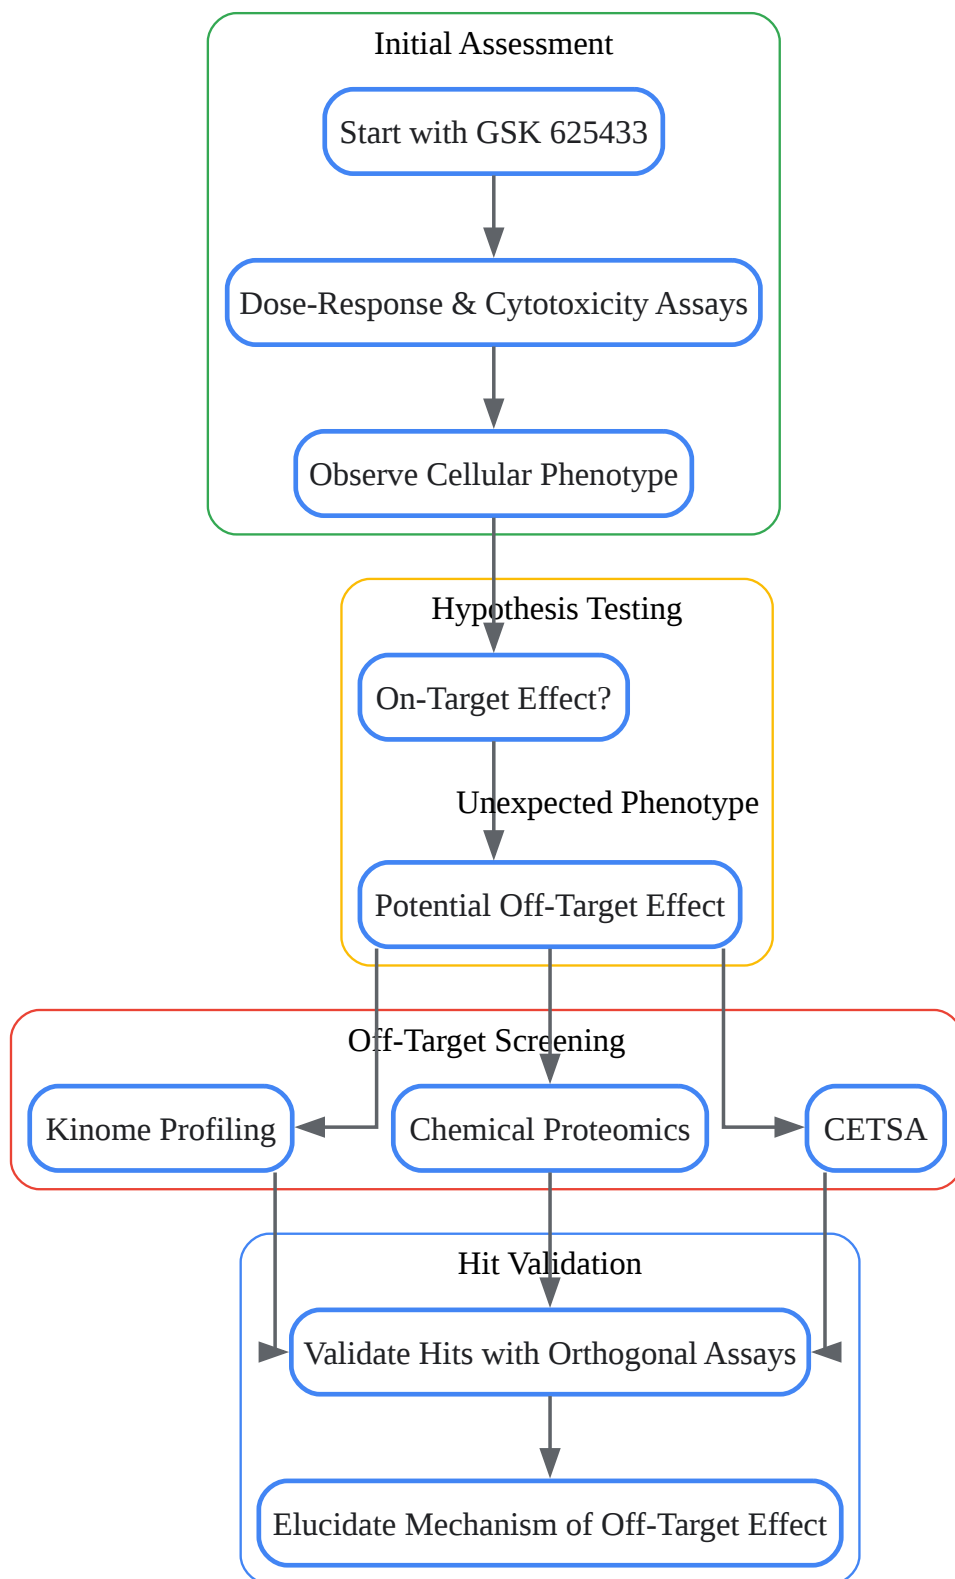 Initial Assessment
Start with GSK 625433
Dose-Response & Cytotoxicity Assays
Observe Cellular Phenotype
Hypothesis Testing
On-Target Effect?
Unexpected Phenotype
Potential Off-Target Effect
Off-Target Screening
Kinome Profiling
Chemical Proteomics
CETSA
Hit Validation
Validate Hits with Orthogonal Assays
Elucidate Mechanism of Off-Target Effect